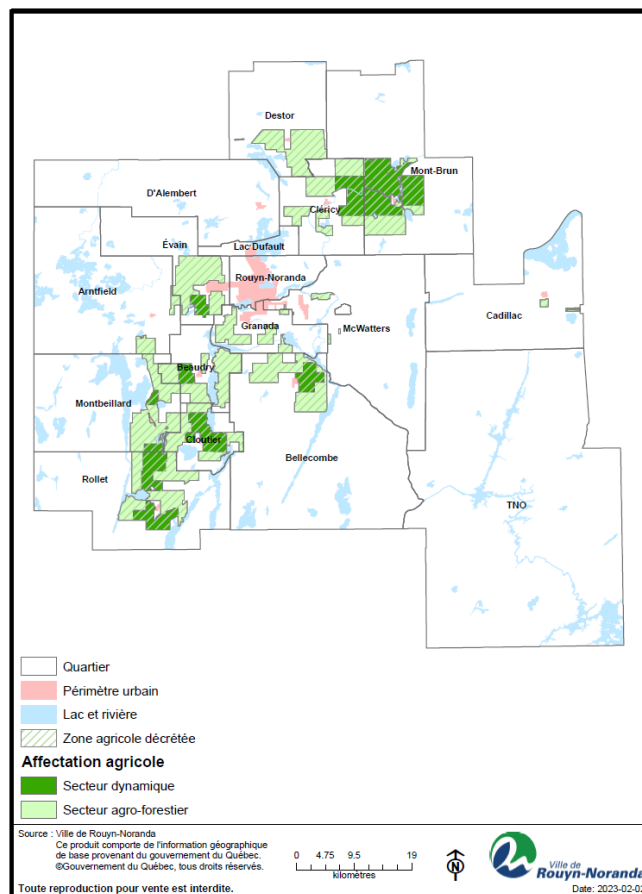 Destor
Mont-Brun
D'Alembert
Cléricy
Évain
Lac Dufault
Rouyn-Noranda
Arntfield
Cadillac
Granada
McWatters
Beaudry
Montbeillard
Cloutier
Bellecombe
Rollet
TNO
Quartier
Périmètre urbain
Lac et rivière
Zone agricole décrétée
Affectation agricole
Secteur dynamique
Secteur agro-forestier
Source : Ville de Rouyn-Noranda
Ce produit comporte de l'information géographique
de base provenant du gouvernement du Québec.
©Gouvernement du Québec, tous droits réservés.
Toute reproduction pour vente est interdite.
0 4.75 9.5 19
kilomètres
N
Ville de
Rouyn-Noranda
Date: 2023-02-02